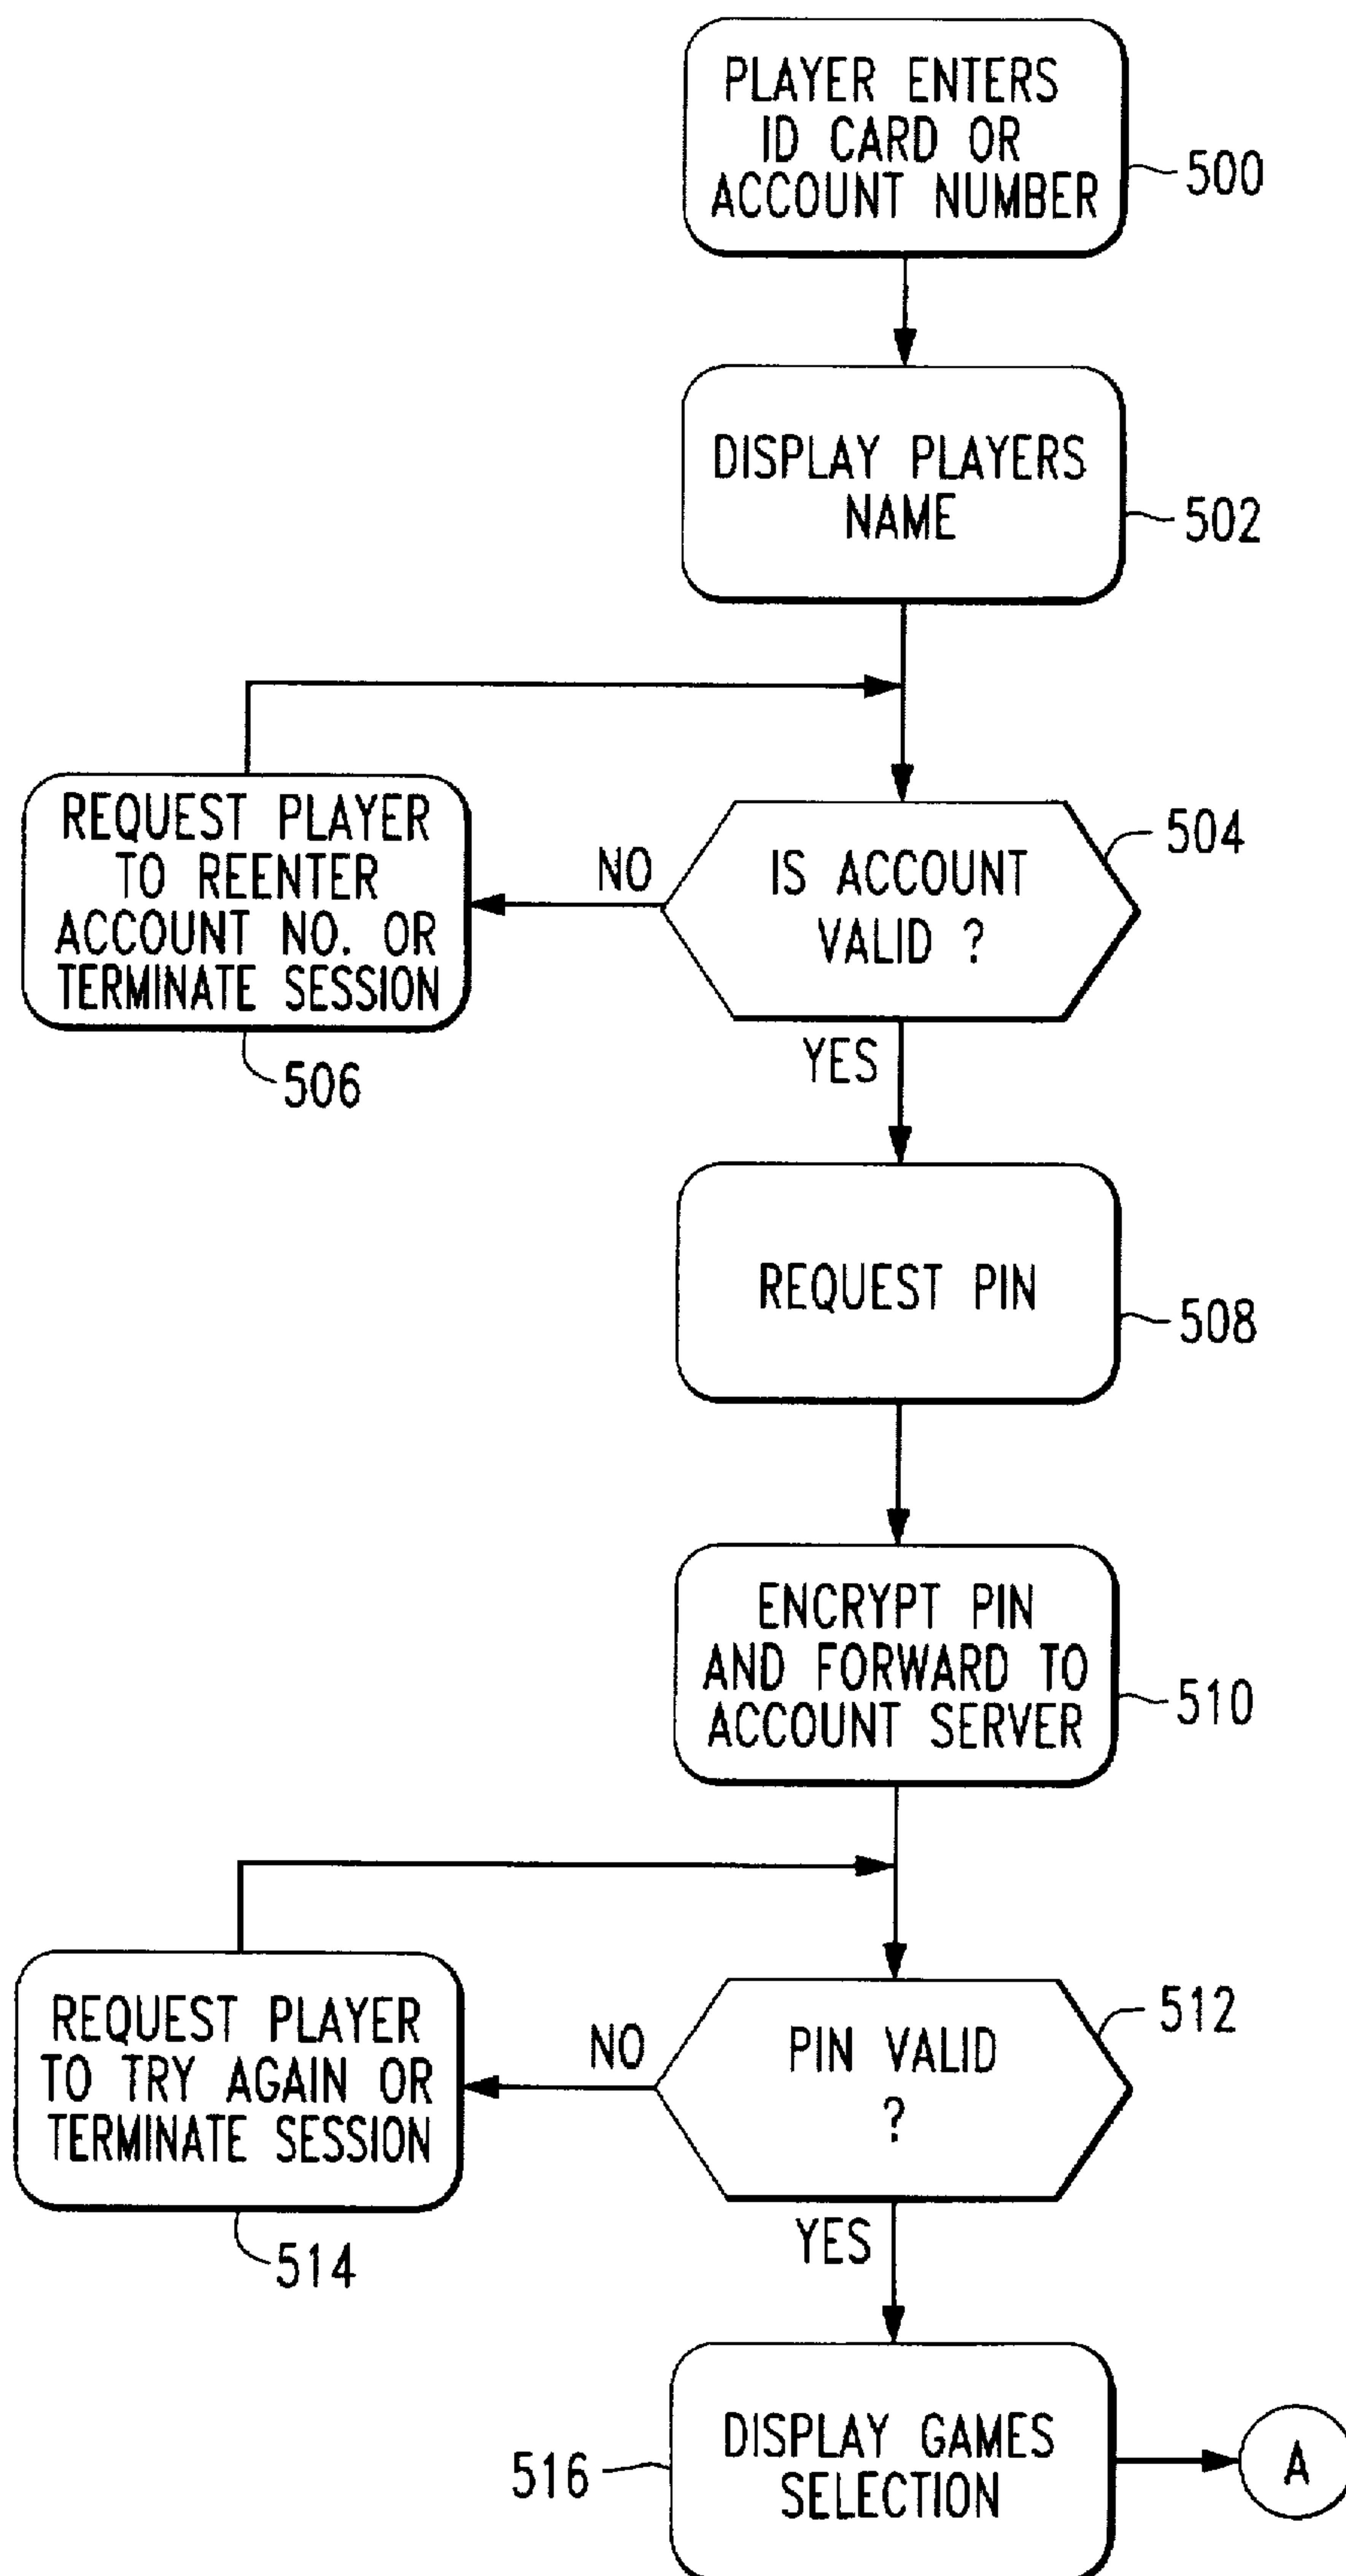 PLAYER ENTERS
ID CARD OR
ACCOUNT NUMBER
500
DISPLAY PLAYERS
NAME
502
REQUEST PLAYER
TO REENTER
ACCOUNT NO. OR
TERMINATE SESSION
506
NO
IS ACCOUNT
VALID ?
504
YES
REQUEST PIN
508
ENCRYPT PIN
AND FORWARD TO
ACCOUNT SERVER
510
REQUEST PLAYER
TO TRY AGAIN OR
TERMINATE SESSION
514
NO
PIN VALID
?
512
YES
DISPLAY GAMES
SELECTION
516
A